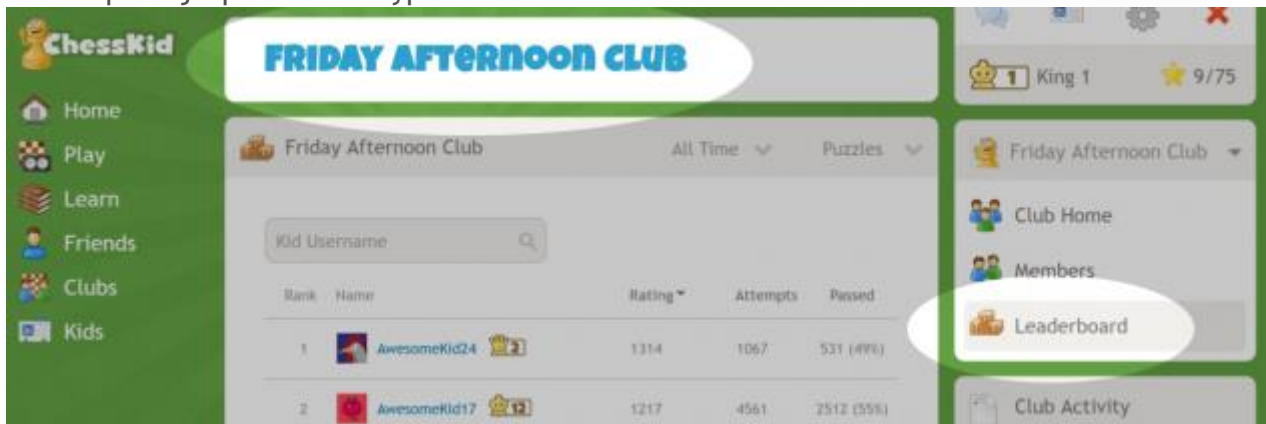 ChessKid
Home
Play
Learn
Friends
Clubs
Kids
FRIDAY AFTERNOON CLUB
Friday Afternoon Club
All Time
Puzzles
Kid Username
Rank Name Rating Attempts Passed
1 AwesomeKid24 2 1314 1067 531 (49%)
2 AwesomeKid17 12 1217 4561 2512 (55%)
1 King 1 9/75
Friday Afternoon Club
Club Home
Members
Leaderboard
Club Activity